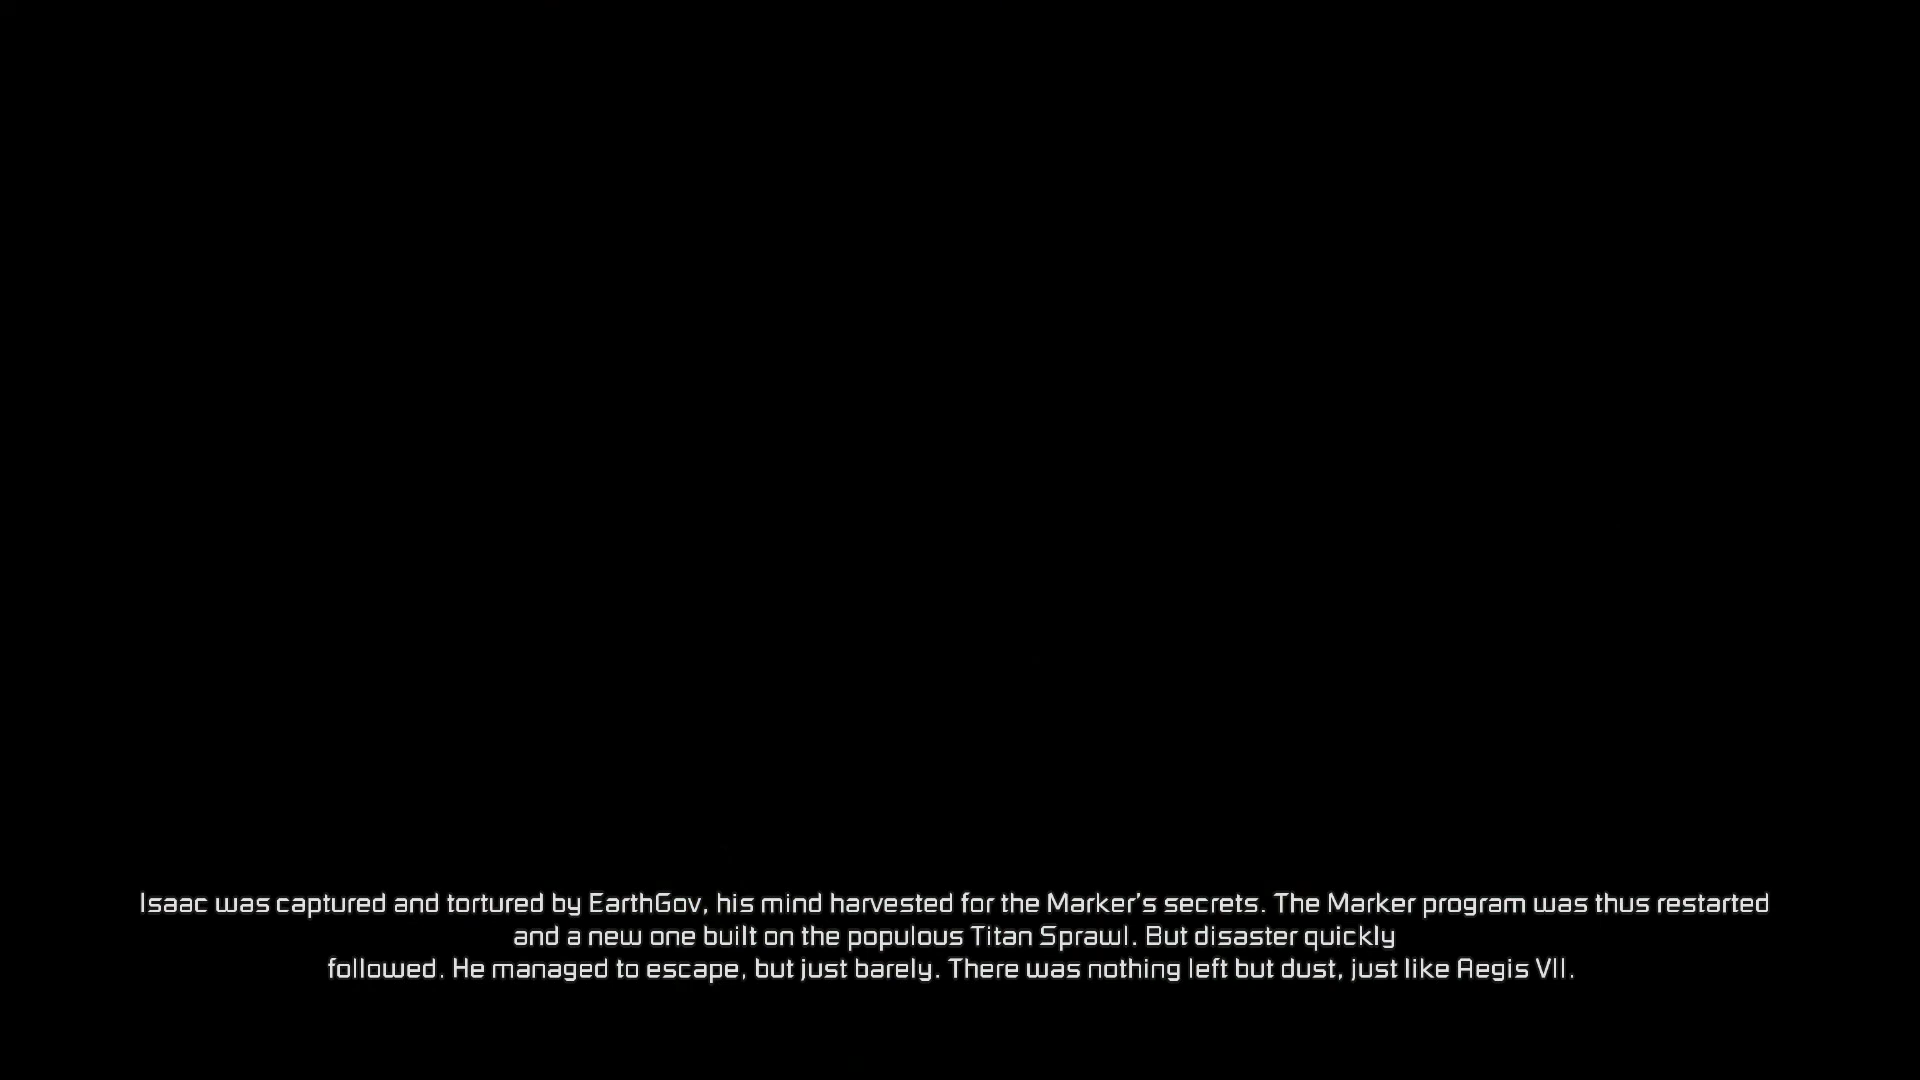 Isaac was captured and tortured by EarthGov, his mind harvested for the Marker's secrets. The Marker program was thus restarted
and a new one built on the populous Titan Sprawl. But disaster quickly
followed. He managed to escape, but just barely. There was nothing left but dust, just like Aegis VII.